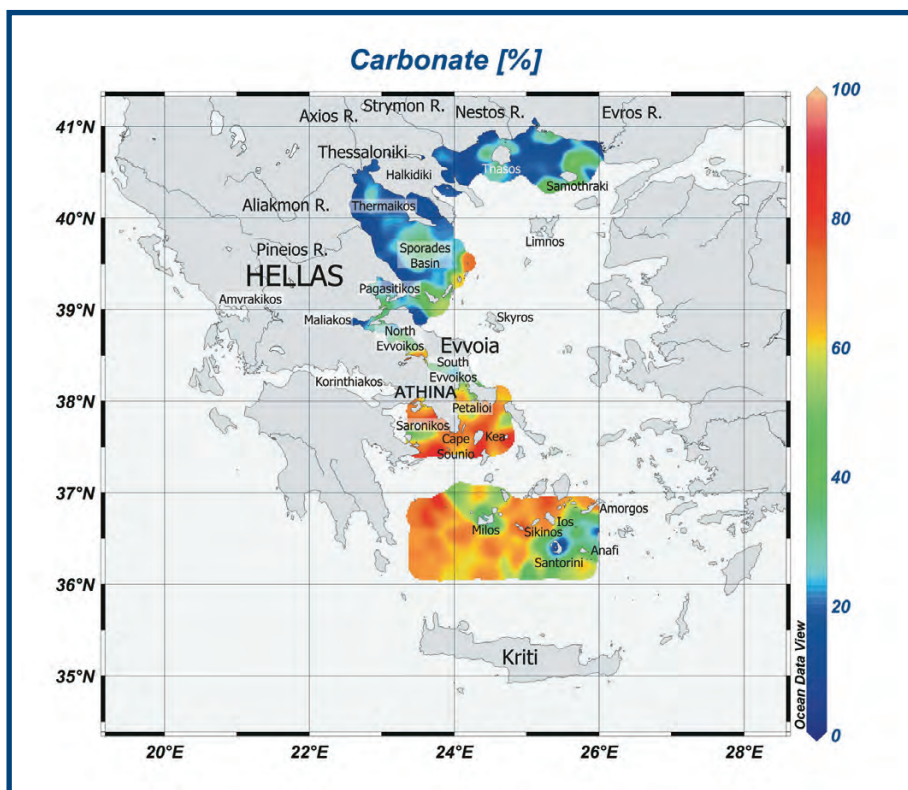 Carbonate [%]
Strymon R.
Axios R.
Nestos R.
Evros R.
41°N
Thessaloniki
Halkidiki
Thasos
Samothraki
Aliakmon R.
Thermaikos
40°N
Limnos
Pineios R.
Sporades
Basin
HELLAS
Pagasitikos
Amvrakikos
39°N
Maliakos
Skyros
North
Evvoikos
Evvoia
South
Evvoikos
Korinthiakos
ATHINA
38°N
Petalioi
Saronikos
Cape
Sounio
Kea
37°N
Amorgos
Milos
Ios
Sikinos
Anafi
Santorini
36°N
Kriti
35°N
20°E
22°E
24°E
26°E
28°E
100
80
60
40
20
0
Ocean Data View